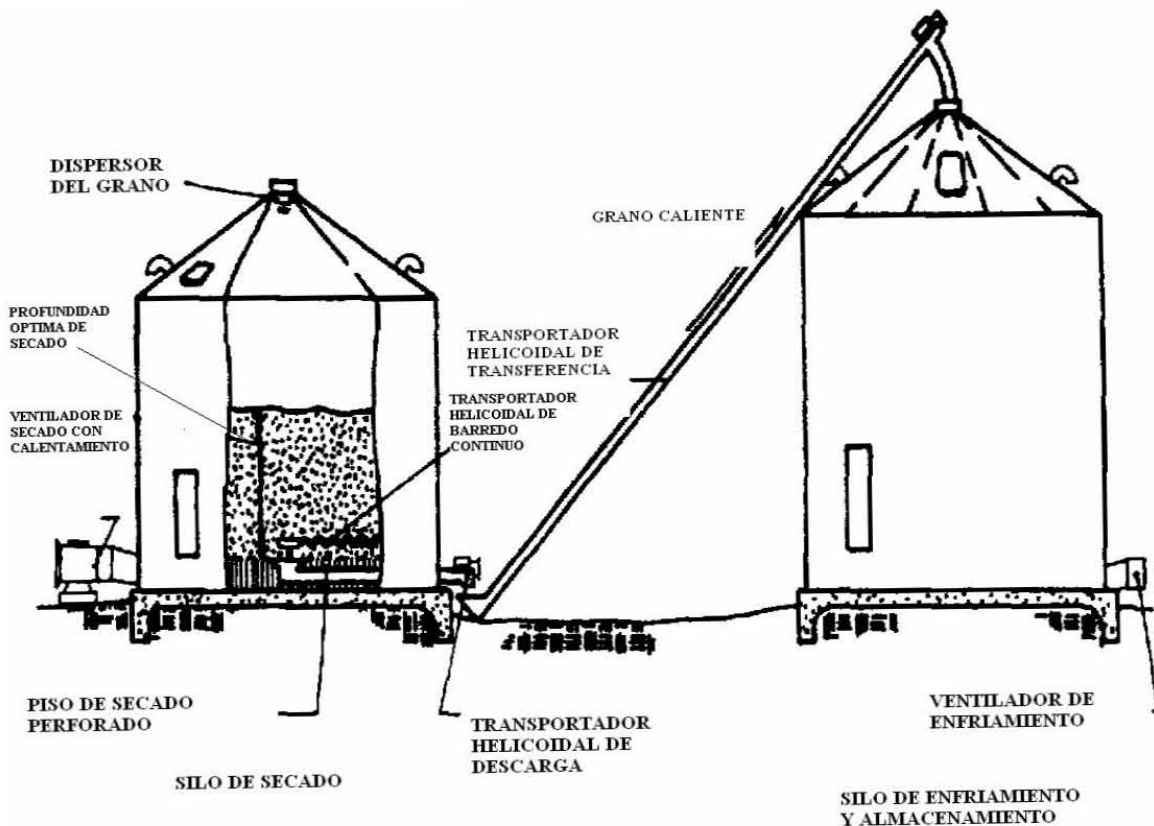 DISPERSOR
DEL GRANO
GRANO CALIENTE
PROFUNDIDAD
OPTIMA DE
SECADO
TRANSPORTADOR
HELICOIDAL DE
TRANSFERENCIA
VENTILADOR DE
SECADO CON
CALENTAMIENTO
TRANSPORTADOR
HELICOIDAL DE
BARREDO
CONTINUO
PISO DE SECADO
PERFORADO
TRANSPORTADOR
HELICOIDAL DE
DESCARGA
VENTILADOR DE
ENFRIAMIENTO
SILO DE SECADO
SILO DE ENFRIAMIENTO
Y ALMACENAMIENTO